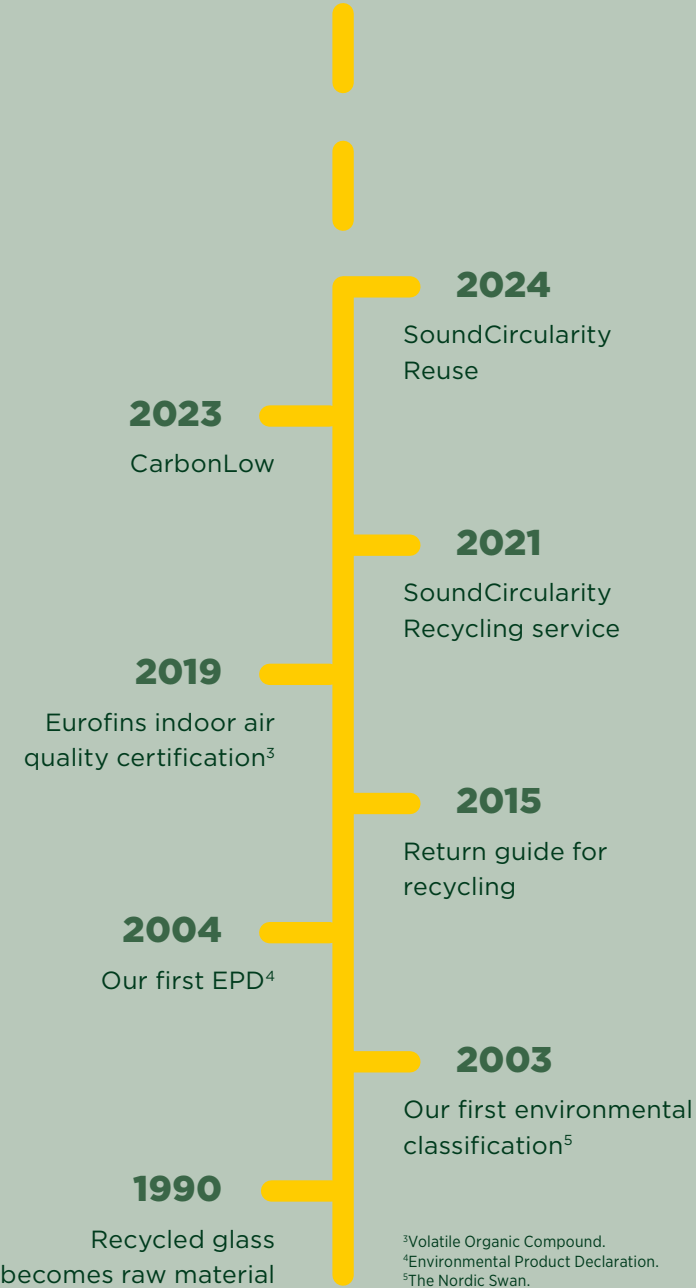 2024
SoundCircularity
Reuse
2023
CarbonLow
2021
SoundCircularity
Recycling service
2019
Eurofins indoor air
quality certification³
2015
Return guide for
recycling
2004
Our first EPD⁴
2003
Our first environmental
classification⁵
1990
Recycled glass
becomes raw material
³Volatile Organic Compound.
⁴Environmental Product Declaration.
⁵The Nordic Swan.